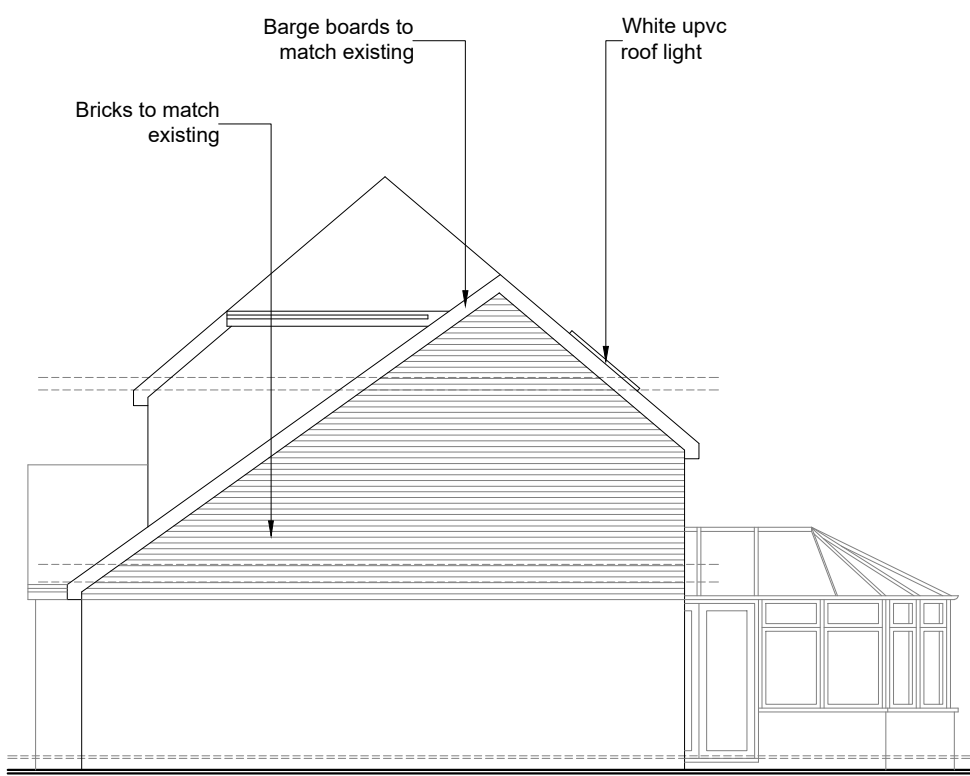 Barge boards to
match existing
White upvc
roof light
Bricks to match
existing